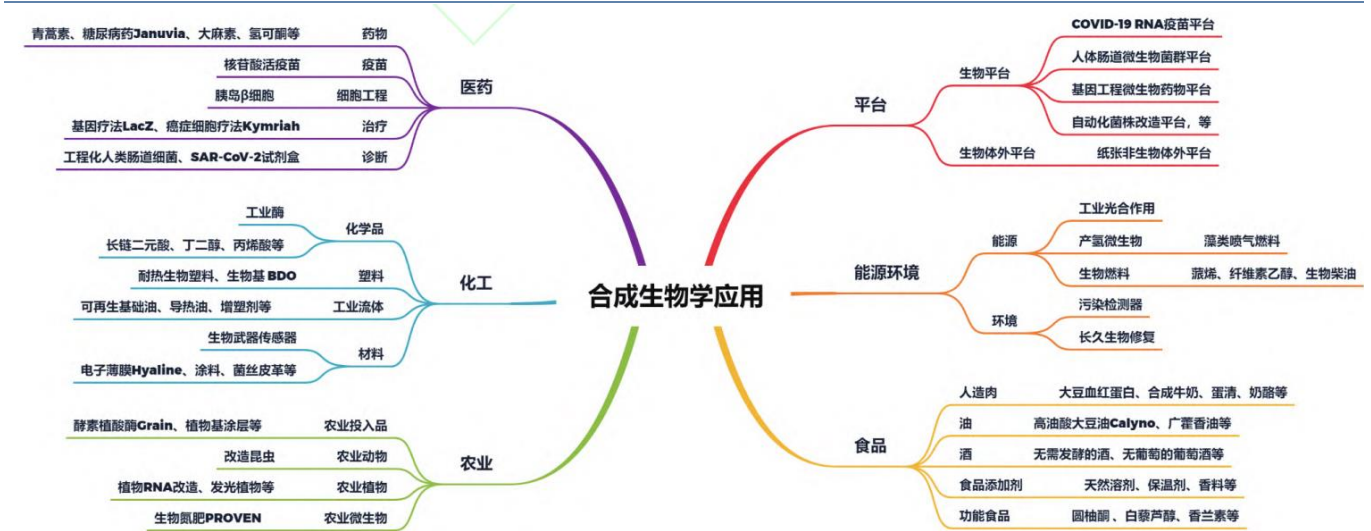 合成生物学应用
医药
药物
青蒿素、糖尿病药Januvia、大麻素、氢可酮等
疫苗
核苷酸活疫苗
细胞工程
胰岛β细胞
治疗
基因疗法LacZ、癌症细胞疗法Kymriah
诊断
工程化人类肠道细菌、SAR-CoV-2试剂盒
化工
化学品
工业酶
长链二元酸、丁二醇、丙烯酸等
塑料
耐热生物塑料、生物基 BDO
工业流体
可再生基础油、导热油、增塑剂等
材料
生物武器传感器
电子薄膜Hyaline、涂料、菌丝皮革等
农业
农业投入品
酵素植酸酶Grain、植物基涂层等
农业动物
改造昆虫
农业植物
植物RNA改造、发光植物等
农业微生物
生物氮肥PROVEN
平台
生物平台
COVID-19 RNA疫苗平台
人体肠道微生物菌群平台
基因工程微生物药物平台
自动化菌株改造平台，等
生物体外平台
纸张非生物体外平台
能源环境
能源
工业光合作用
产氢微生物
藻类喷气燃料
生物燃料
蒎烯、纤维素乙醇、生物柴油
环境
污染检测器
长久生物修复
食品
人造肉
大豆血红蛋白、合成牛奶、蛋清、奶酪等
油
高油酸大豆油Calyno、广藿香油等
酒
无需发酵的酒、无葡萄的葡萄酒等
食品添加剂
天然溶剂、保温剂、香料等
功能食品
圆柚酮、白藜芦醇、香兰素等